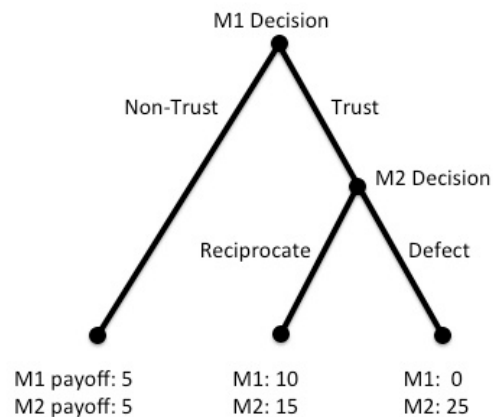 M1 Decision
Non-Trust
Trust
M2 Decision
Reciprocate
Defect
M1 payoff: 5
M2 payoff: 5
M1: 10
M2: 15
M1: 0
M2: 25